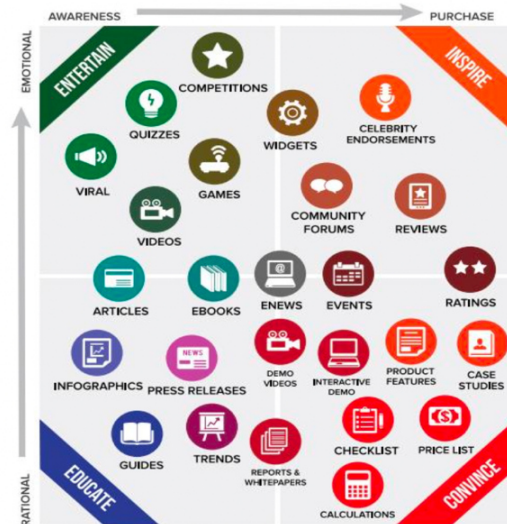 AWARENESS
PURCHASE
EMOTIONAL
RATIONAL
ENTERTAIN
INSPIRE
COMPETITIONS
QUIZZES
WIDGETS
CELEBRITY
ENDORSEMENTS
VIRAL
GAMES
COMMUNITY
FORUMS
REVIEWS
VIDEOS
ARTICLES
EBOOKS
@
ENEWS
EVENTS
RATINGS
INFOGRAPHICS
NEWS
PRESS RELEASES
DEMO
VIDEOS
INTERACTIVE
DEMO
PRODUCT
FEATURES
CASE
STUDIES
GUIDES
TRENDS
REPORTS &
WHITEPAPERS
CHECKLIST
$
PRICE LIST
CALCULATIONS
EDUCATE
CONVINCE